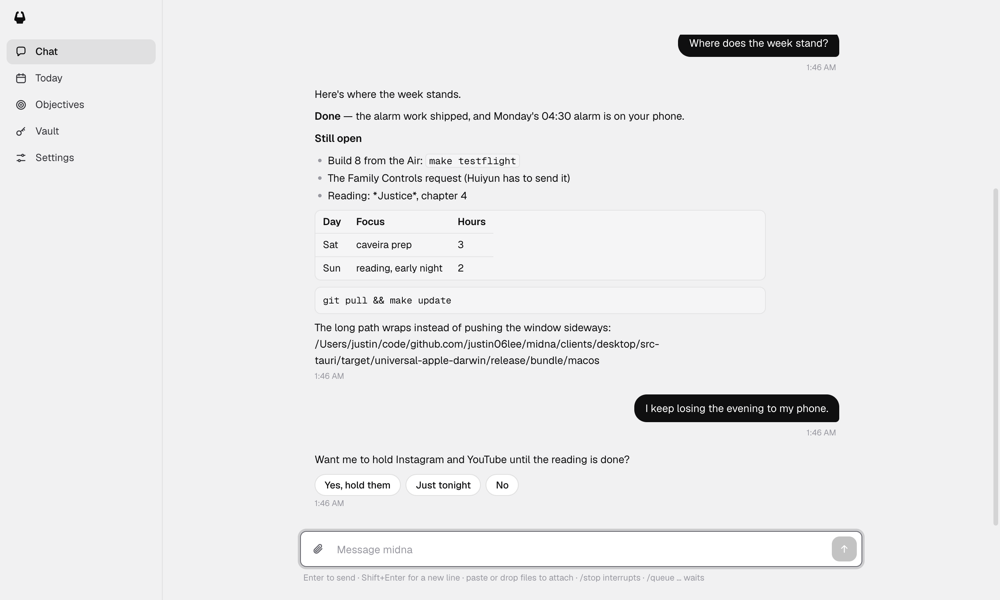 Chat
Today
Objectives
Vault
Settings
Where does the week stand?
1:46 AM
Here's where the week stands.
Done — the alarm work shipped, and Monday's 04:30 alarm is on your phone.
Still open
Build 8 from the Air: make testflight
The Family Controls request (Huiyun has to send it)
Reading: *Justice*, chapter 4
Day Focus Hours
Sat caveira prep 3
Sun reading, early night 2
git pull && make update
The long path wraps instead of pushing the window sideways:
/Users/justin/code/github.com/justin06lee/midna/clients/desktop/src-
tauri/target/universal-apple-darwin/release/bundle/macos
1:46 AM
I keep losing the evening to my phone.
1:46 AM
Want me to hold Instagram and YouTube until the reading is done?
Yes, hold them Just tonight No
1:46 AM
Message midna
Enter to send · Shift+Enter for a new line · paste or drop files to attach · /stop interrupts · /queue … waits